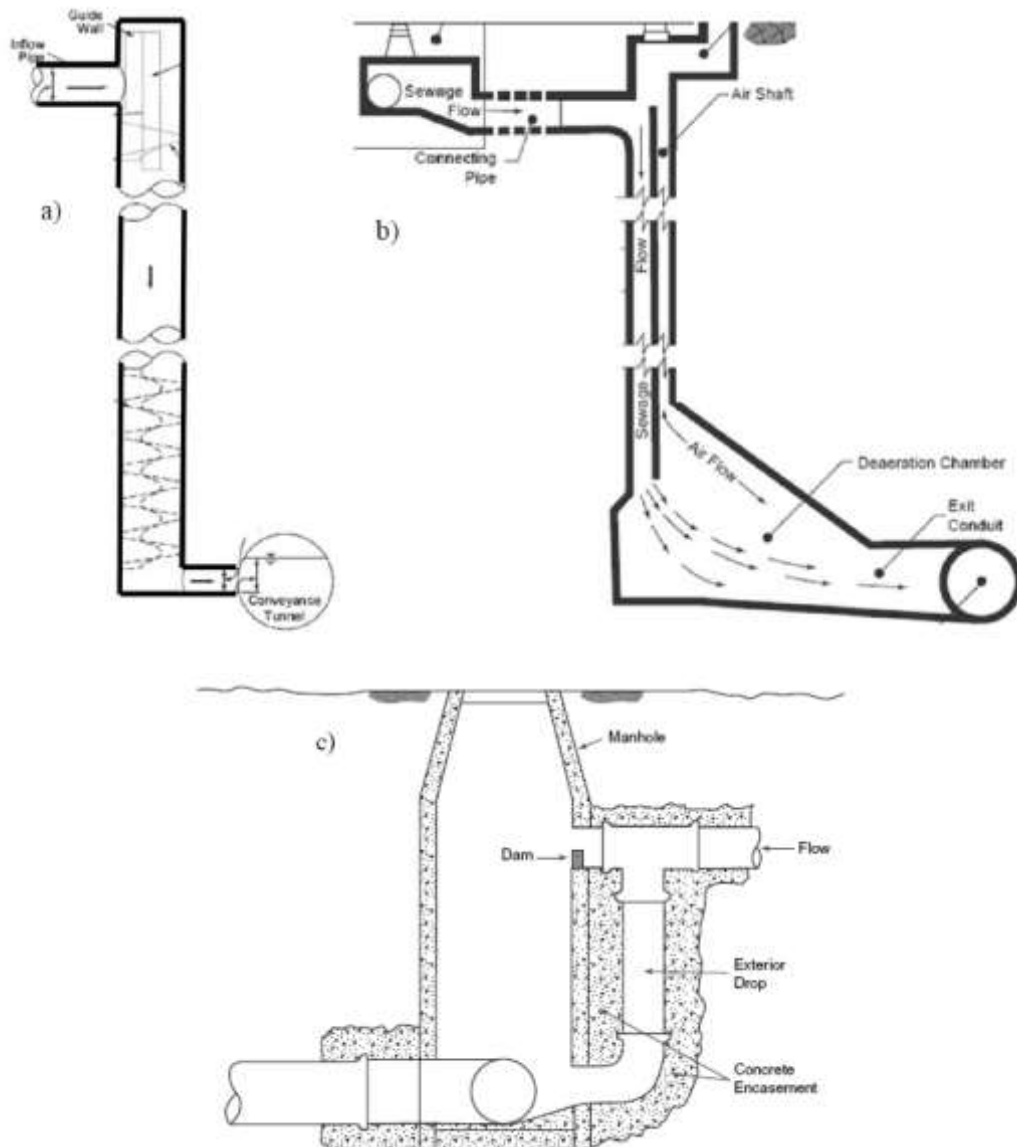 Guide
Wall
Inflow
Pipe
a)
Conveyance
Tunnel
b)
Sewage
Flow
Connecting
Pipe
Air Shaft
Flow
Sewage
Air Flow
Deaeration Chamber
Exit
Conduit
c)
Manhole
Dam
Flow
Exterior
Drop
Concrete
Encasement